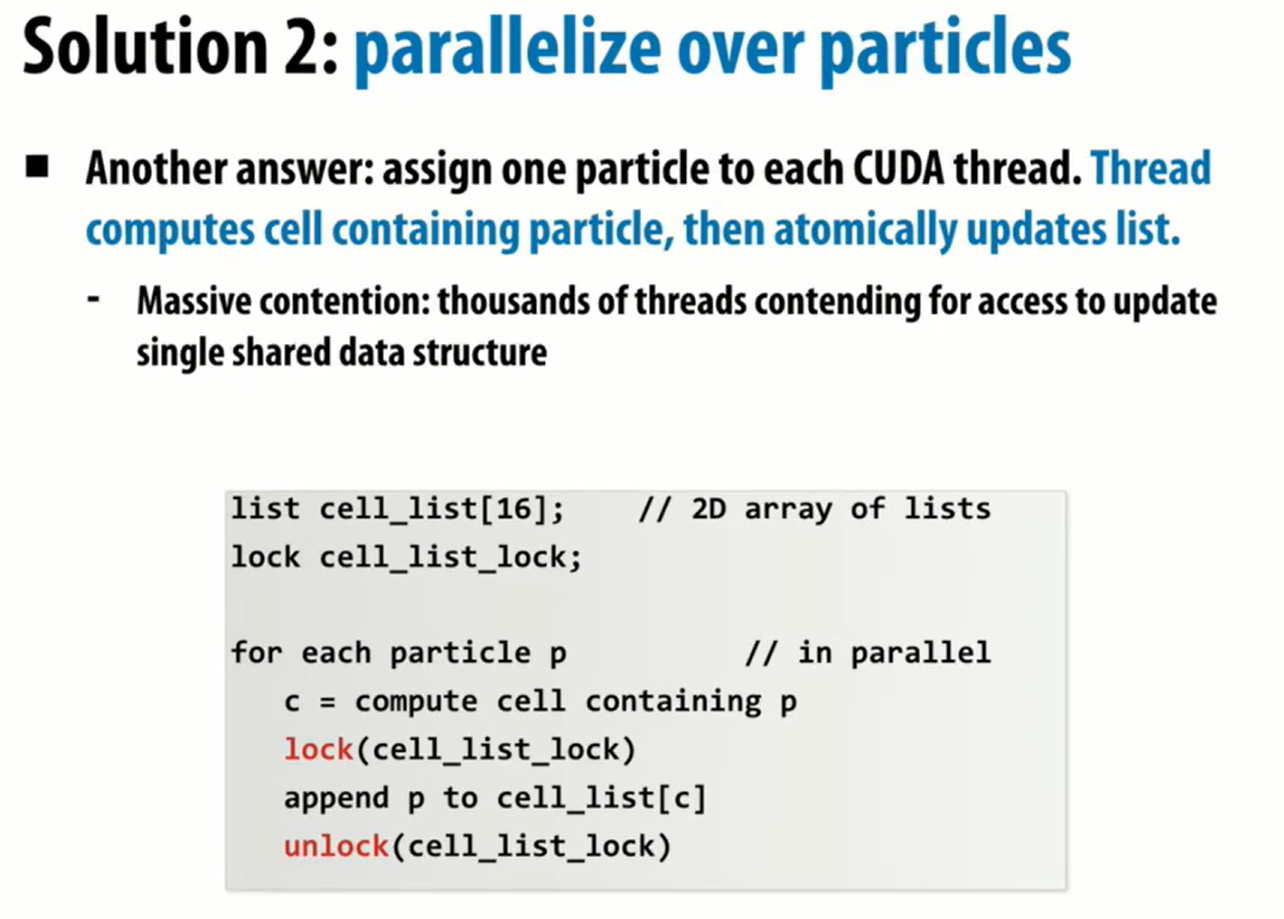 Solution 2: parallelize over particles
■ Another answer: assign one particle to each CUDA thread. Thread
computes cell containing particle, then atomically updates list.
- Massive contention: thousands of threads contending for access to update
single shared data structure
list cell_list[16];    // 2D array of lists
lock cell_list_lock;
for each particle p          // in parallel
   c = compute cell containing p
   lock(cell_list_lock)
   append p to cell_list[c]
   unlock(cell_list_lock)